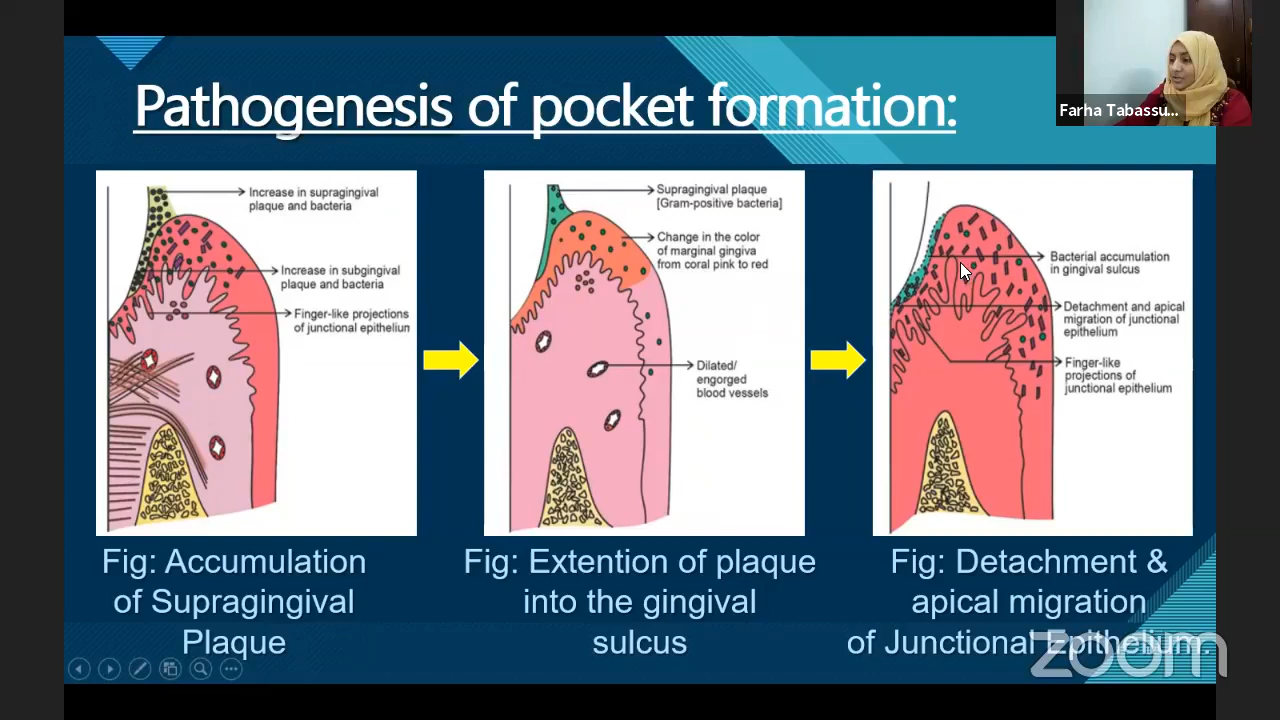 Pathogenesis of pocket formation:
Farha Tabassu...
Increase in supragingival
plaque and bacteria
Increase in subgingival
plaque and bacteria
Finger-like projections
of junctional epithelium
Fig: Accumulation
of Supragingival
Plaque
Supragingival plaque
[Gram-positive bacteria]
Change in the color
of marginal gingiva
from coral pink to red
Dilated/
engorged
blood vessels
Fig: Extention of plaque
into the gingival
sulcus
Bacterial accumulation
in gingival sulcus
Detachment and apical
migration of junctional
epithelium
Finger-like
projections of
junctional epithelium
Fig: Detachment &
apical migration
of Junctional Epithelium.
zoom